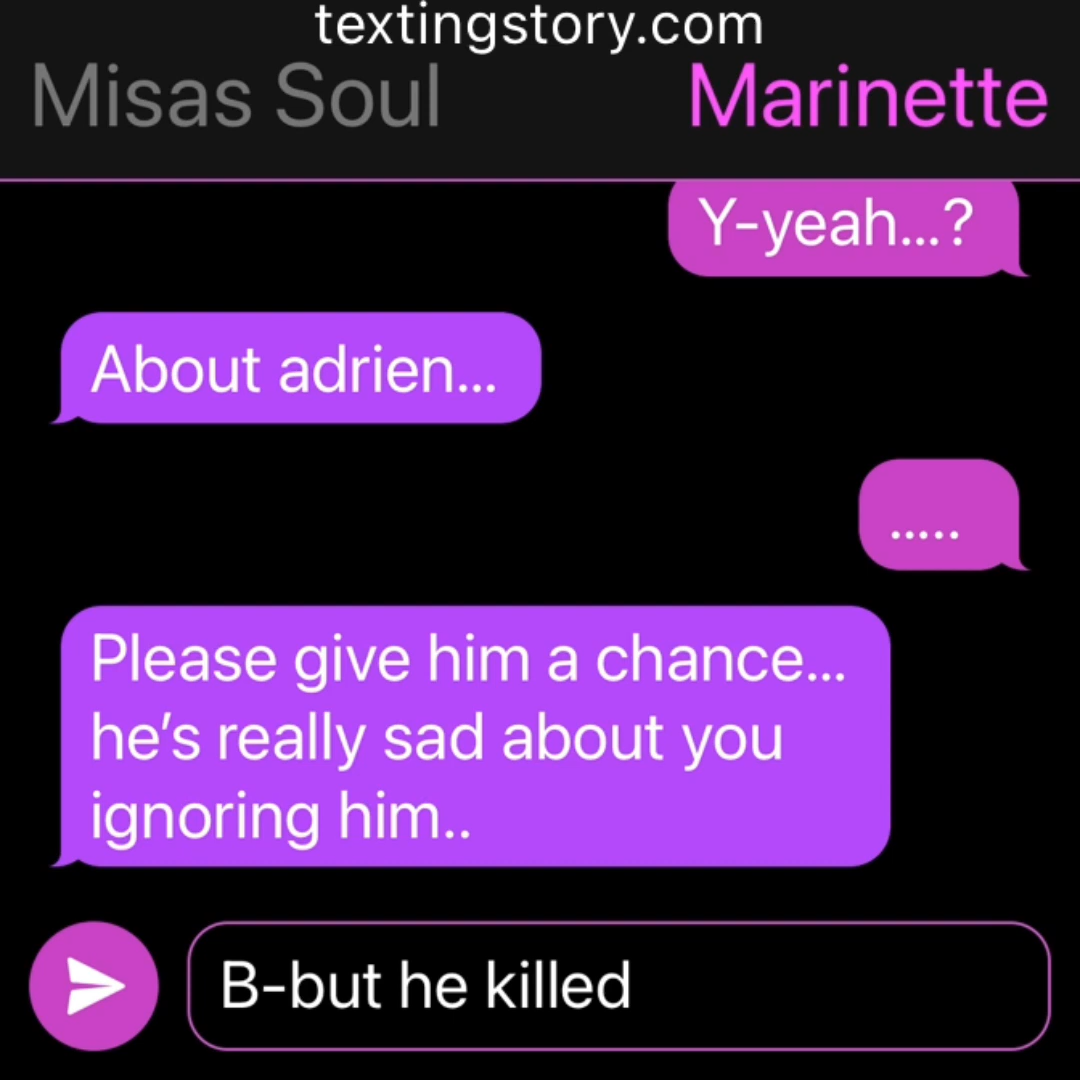 textingstory.com
Misas Soul
Marinette
Y-yeah...?
About adrien...
.....
Please give him a chance...
he's really sad about you
ignoring him..
B-but he killed